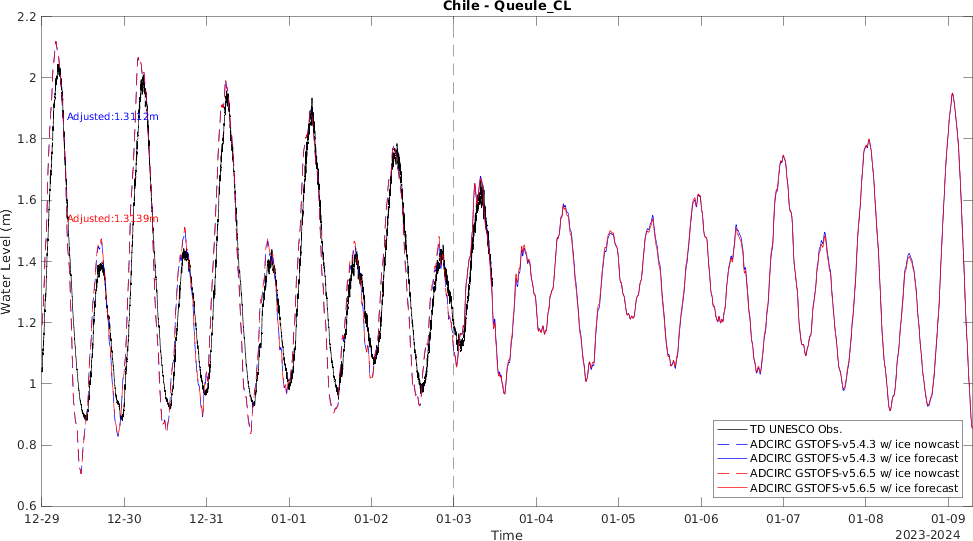 Chile - Queule_CL
2.2
2
1.8
1.6
1.4
1.2
1
0.8
0.6
Water Level (m)
Adjusted:1.3112m
Adjusted:1.3139m
TD UNESCO Obs.
ADCIRC GSTOFS-v5.4.3 w/ ice nowcast
ADCIRC GSTOFS-v5.4.3 w/ ice forecast
ADCIRC GSTOFS-v5.6.5 w/ ice nowcast
ADCIRC GSTOFS-v5.6.5 w/ ice forecast
12-29 12-30 12-31 01-01 01-02 01-03 01-04 01-05 01-06 01-07 01-08 01-09
Time
2023-2024